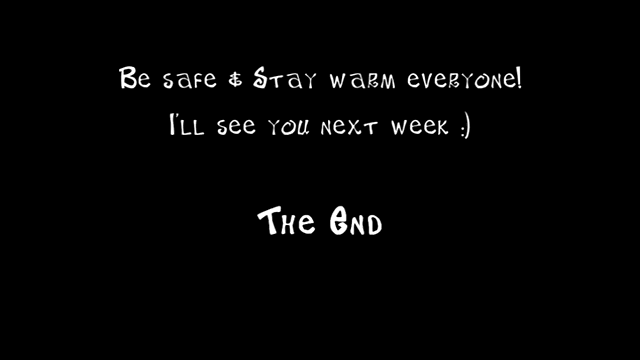 Be safe & Stay warm everyone!
I'll see you next week :)
The End